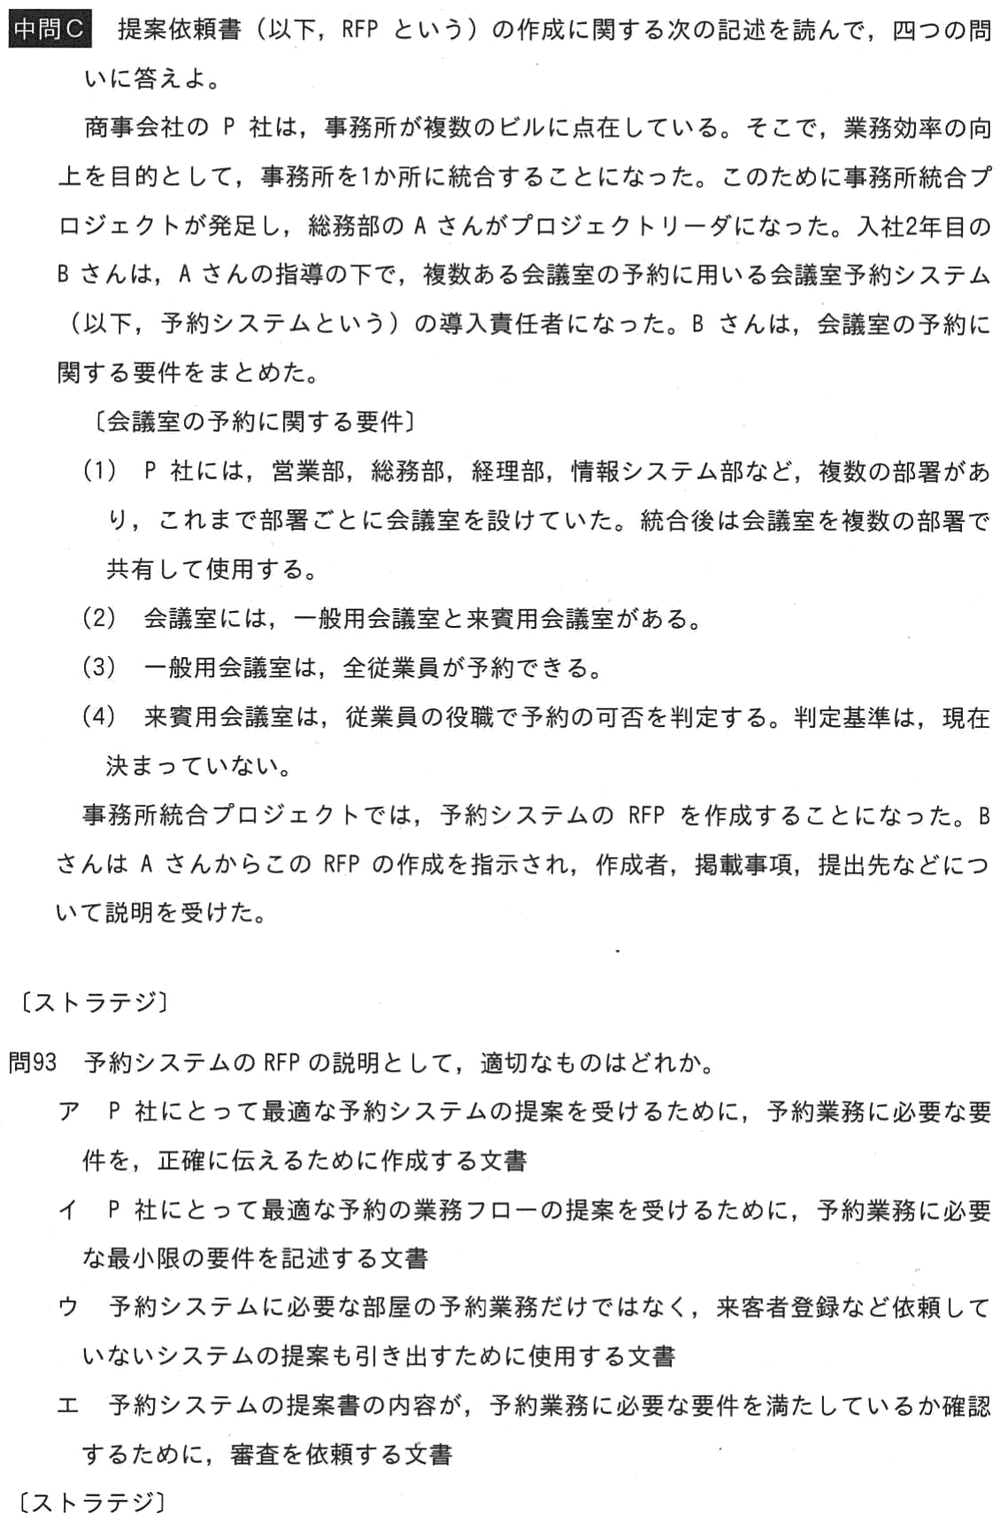 中問C 提案依頼書（以下，RFP という）の作成に関する次の記述を読んで，四つの問
いに答えよ。
商事会社の P 社は，事務所が複数のビルに点在している。そこで，業務効率の向
上を目的として，事務所を1か所に統合することになった。このために事務所統合プ
ロジェクトが発足し，総務部の A さんがプロジェクトリーダになった。入社2年目の
B さんは，A さんの指導の下で，複数ある会議室の予約に用いる会議室予約システム
（以下，予約システムという）の導入責任者になった。B さんは，会議室の予約に
関する要件をまとめた。
〔会議室の予約に関する要件〕
(1) P 社には，営業部，総務部，経理部，情報システム部など，複数の部署があ
り，これまで部署ごとに会議室を設けていた。統合後は会議室を複数の部署で
共有して使用する。
(2) 会議室には，一般用会議室と来賓用会議室がある。
(3) 一般用会議室は，全従業員が予約できる。
(4) 来賓用会議室は，従業員の役職で予約の可否を判定する。判定基準は，現在
決まっていない。
事務所統合プロジェクトでは，予約システムの RFP を作成することになった。B
さんは A さんからこの RFP の作成を指示され，作成者，掲載事項，提出先などにつ
いて説明を受けた。
〔ストラテジ〕
問93 予約システムの RFP の説明として，適切なものはどれか。
ア P 社にとって最適な予約システムの提案を受けるために，予約業務に必要な要
件を，正確に伝えるために作成する文書
イ P 社にとって最適な予約の業務フローの提案を受けるために，予約業務に必要
な最小限の要件を記述する文書
ウ 予約システムに必要な部屋の予約業務だけではなく，来客者登録など依頼して
いないシステムの提案も引き出すために使用する文書
エ 予約システムの提案書の内容が，予約業務に必要な要件を満たしているか確認
するために，審査を依頼する文書
〔ストラテジ〕